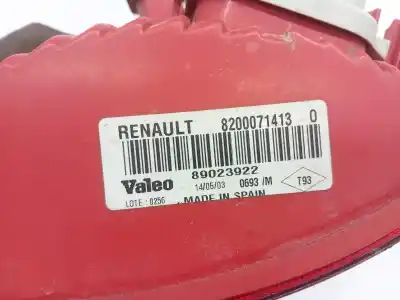 RENAULT 8200071413 0
89023922
Valeo 14/05/03 0693 /M T93
LOTE : 0256 MADE IN SPAIN